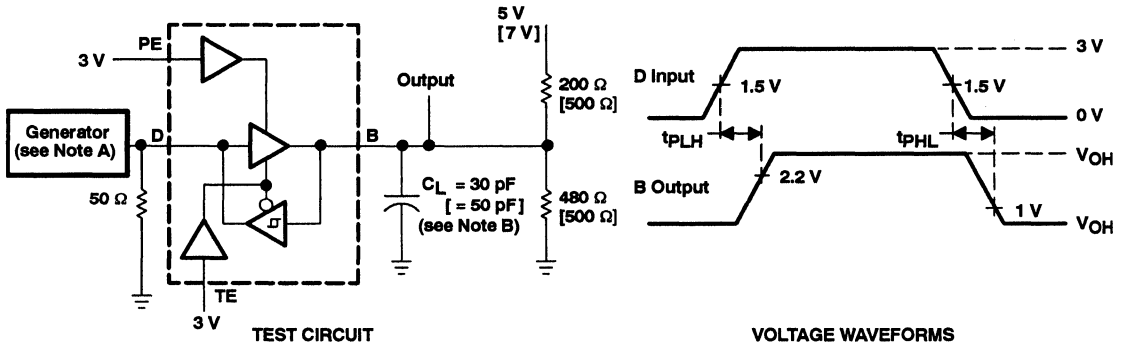 PE
3 V
Generator
(see Note A)
D
50 Ω
TE
3 V
B
Output
5 V
[7 V]
200 Ω
[500 Ω]
C_L = 30 pF
[ = 50 pF]
(see Note B)
480 Ω
[500 Ω]
TEST CIRCUIT
D Input
1.5 V
1.5 V
3 V
0 V
tPLH
tPHL
B Output
2.2 V
1 V
VOH
VOH
VOLTAGE WAVEFORMS